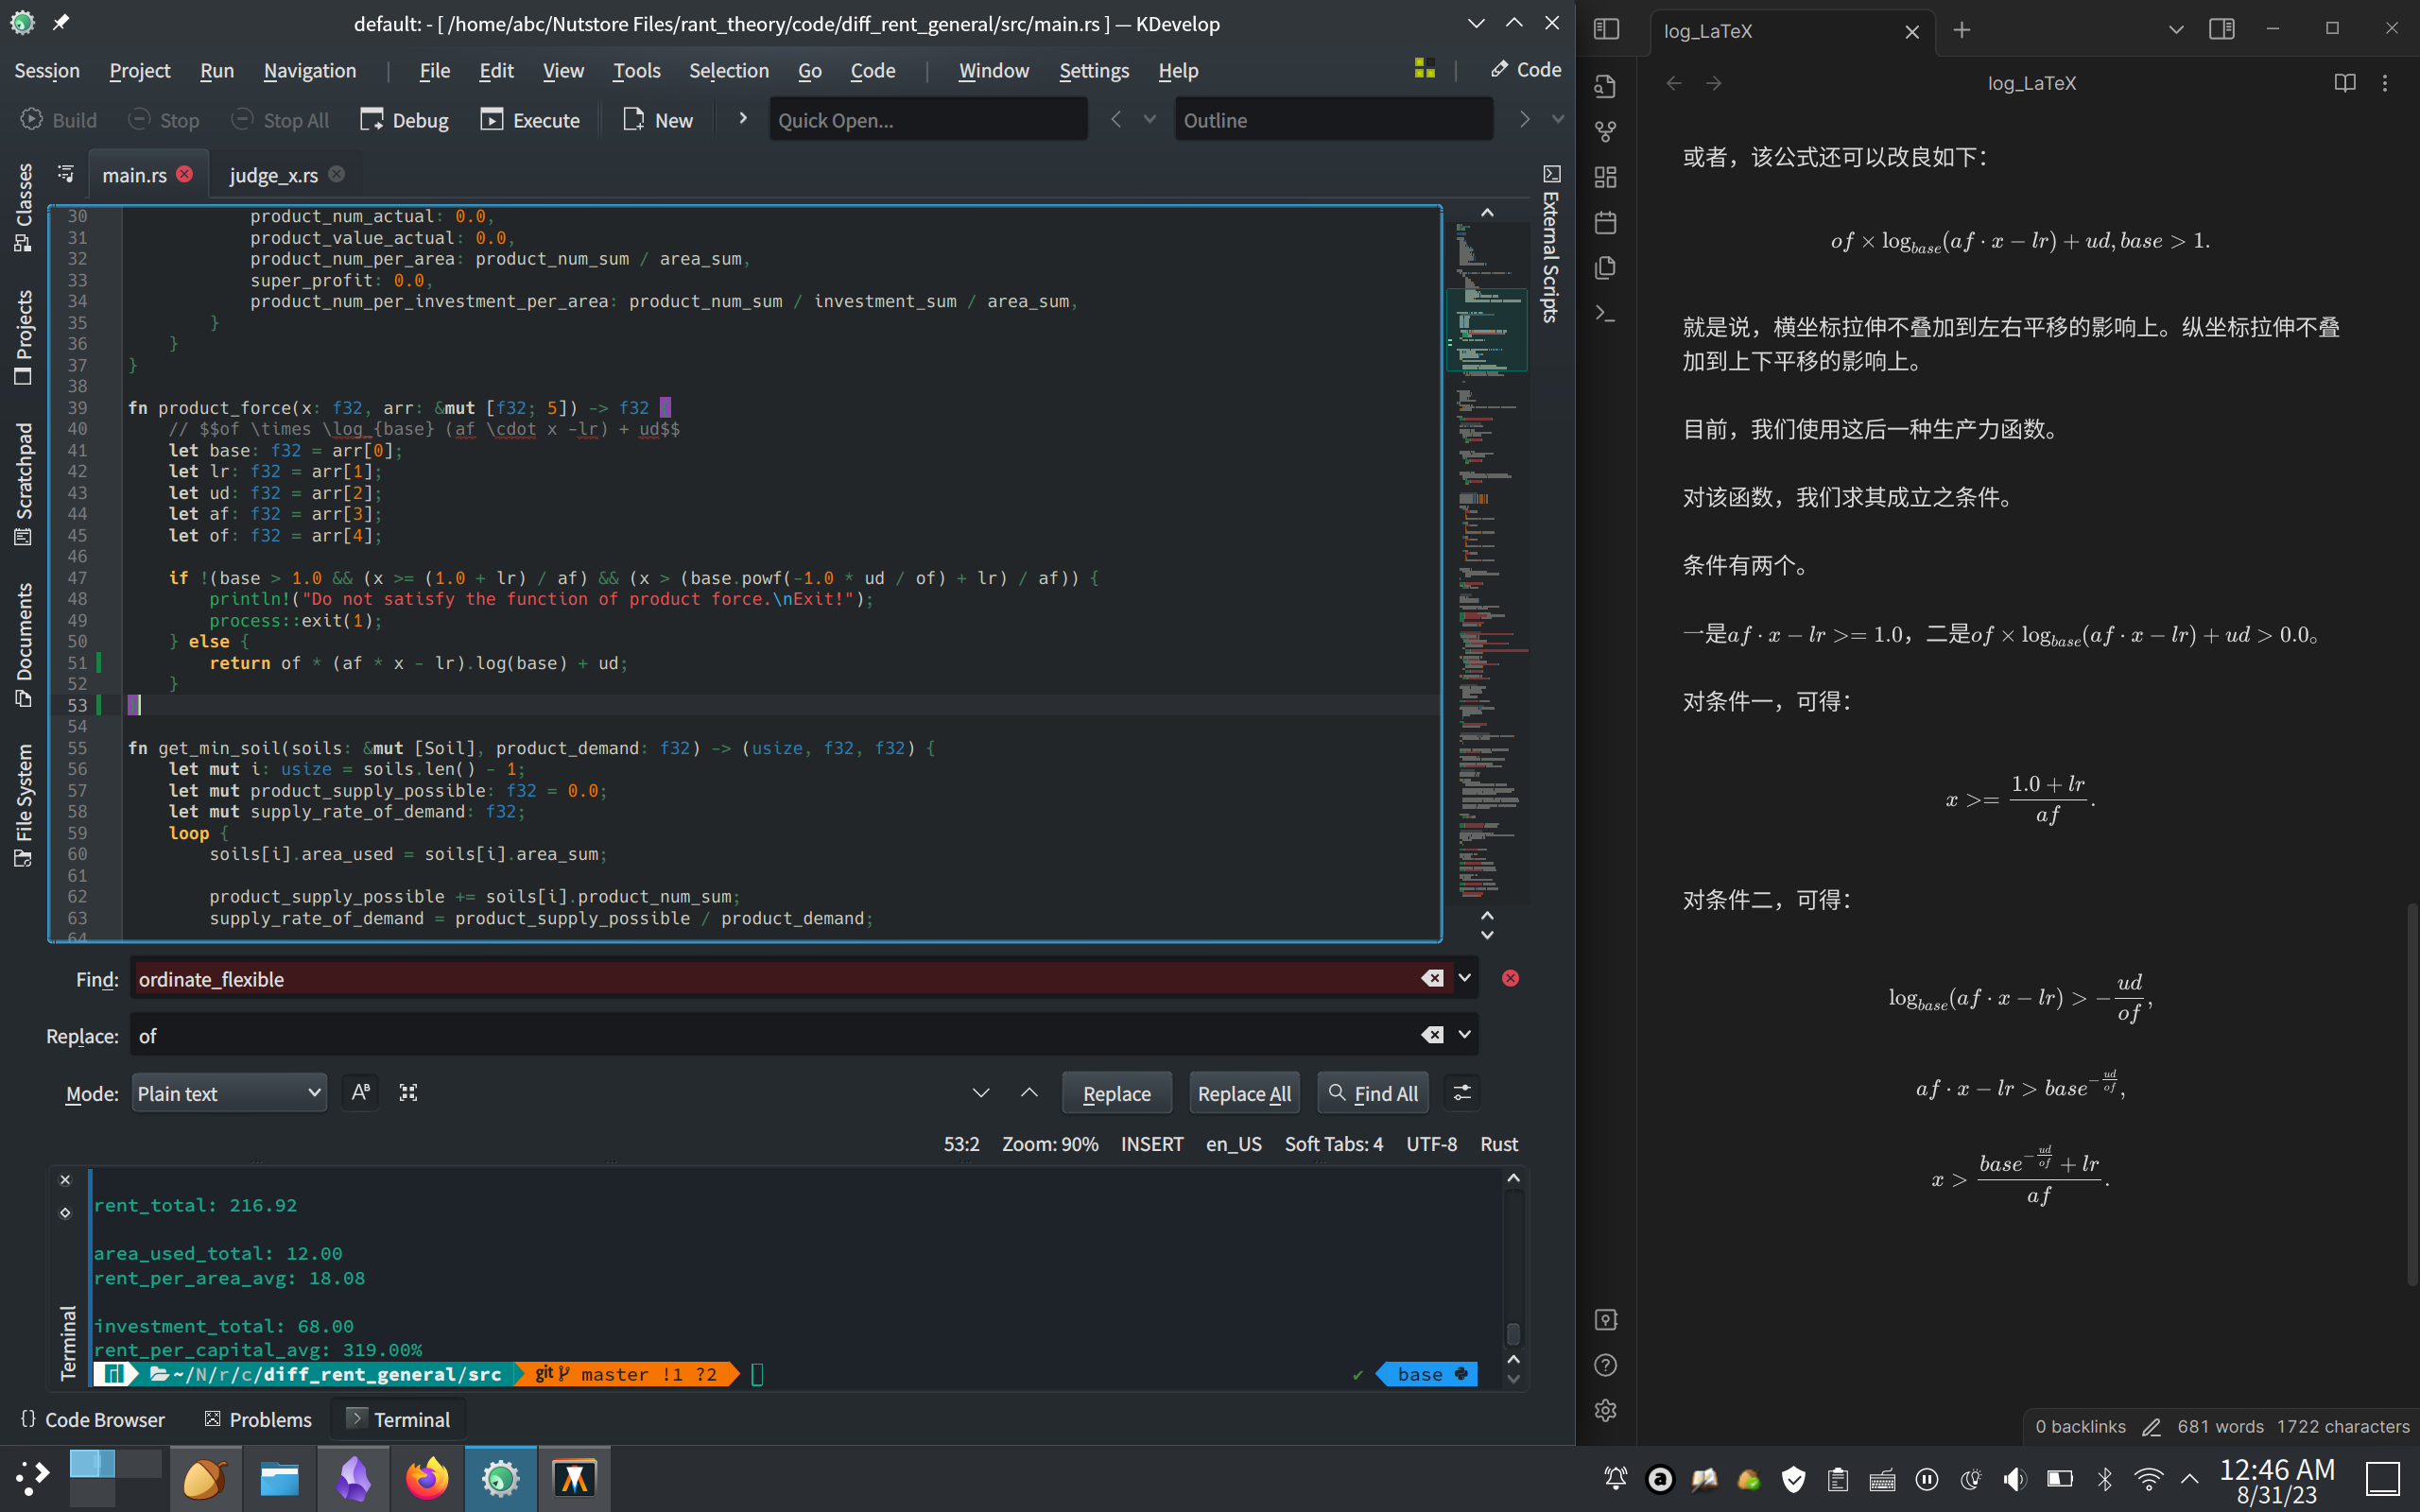 default: - [ /home/abc/Nutstore Files/rant_theory/code/diff_rent_general/src/main.rs ] — KDevelop
Session Project Run Navigation | File Edit View Tools Selection Go Code | Window Settings Help | Code
Build Stop Stop All Debug Execute New Quick Open... Outline
Classes
Projects
Scratchpad
Documents
File System
External Scripts
main.rs judge_x.rs
30 product_num_actual: 0.0,
31 product_value_actual: 0.0,
32 product_num_per_area: product_num_sum / area_sum,
33 super_profit: 0.0,
34 product_num_per_investment_per_area: product_num_sum / investment_sum / area_sum,
35 }
36 }
37 }
38
39 fn product_force(x: f32, arr: &mut [f32; 5]) -> f32 {
40 // $$of \times \log_{base} (af \cdot x -lr) + ud$$
41 let base: f32 = arr[0];
42 let lr: f32 = arr[1];
43 let ud: f32 = arr[2];
44 let af: f32 = arr[3];
45 let of: f32 = arr[4];
46
47 if !(base > 1.0 && (x >= (1.0 + lr) / af) && (x > (base.powf(-1.0 * ud / of) + lr) / af)) {
48 println!("Do not satisfy the function of product force.\nExit!");
49 process::exit(1);
50 } else {
51 return of * (af * x - lr).log(base) + ud;
52 }
53 }
54
55 fn get_min_soil(soils: &mut [Soil], product_demand: f32) -> (usize, f32, f32) {
56 let mut i: usize = soils.len() - 1;
57 let mut product_supply_possible: f32 = 0.0;
58 let mut supply_rate_of_demand: f32;
59 loop {
60 soils[i].area_used = soils[i].area_sum;
61
62 product_supply_possible += soils[i].product_num_sum;
63 supply_rate_of_demand = product_supply_possible / product_demand;
64
Find: ordinate_flexible
Replace: of
Mode: Plain text Replace Replace All Find All
53:2 Zoom: 90% INSERT en_US Soft Tabs: 4 UTF-8 Rust
Terminal
rent_total: 216.92
area_used_total: 12.00
rent_per_area_avg: 18.08
investment_total: 68.00
rent_per_capital_avg: 319.00%
~/N/r/c/diff_rent_general/src git master !1 ?2 ✔ base
Code Browser Problems Terminal
log_LaTeX
log_LaTeX
或者，该公式还可以改良如下：
of × log_{base}(af · x − lr) + ud, base > 1.
就是说，横坐标拉伸不叠加到左右平移的影响上。纵坐标拉伸不叠
加到上下平移的影响上。
目前，我们使用这后一种生产力函数。
对该函数，我们求其成立之条件。
条件有两个。
一是af · x − lr >= 1.0，二是of × log_{base}(af · x − lr) + ud > 0.0。
对条件一，可得：
x >= \frac{1.0 + lr}{af}.
对条件二，可得：
log_{base}(af · x − lr) > −\frac{ud}{of},
af · x − lr > base^{−\frac{ud}{of}},
x > \frac{base^{−\frac{ud}{of}} + lr}{af}.
0 backlinks 681 words 1722 characters
12:46 AM
8/31/23